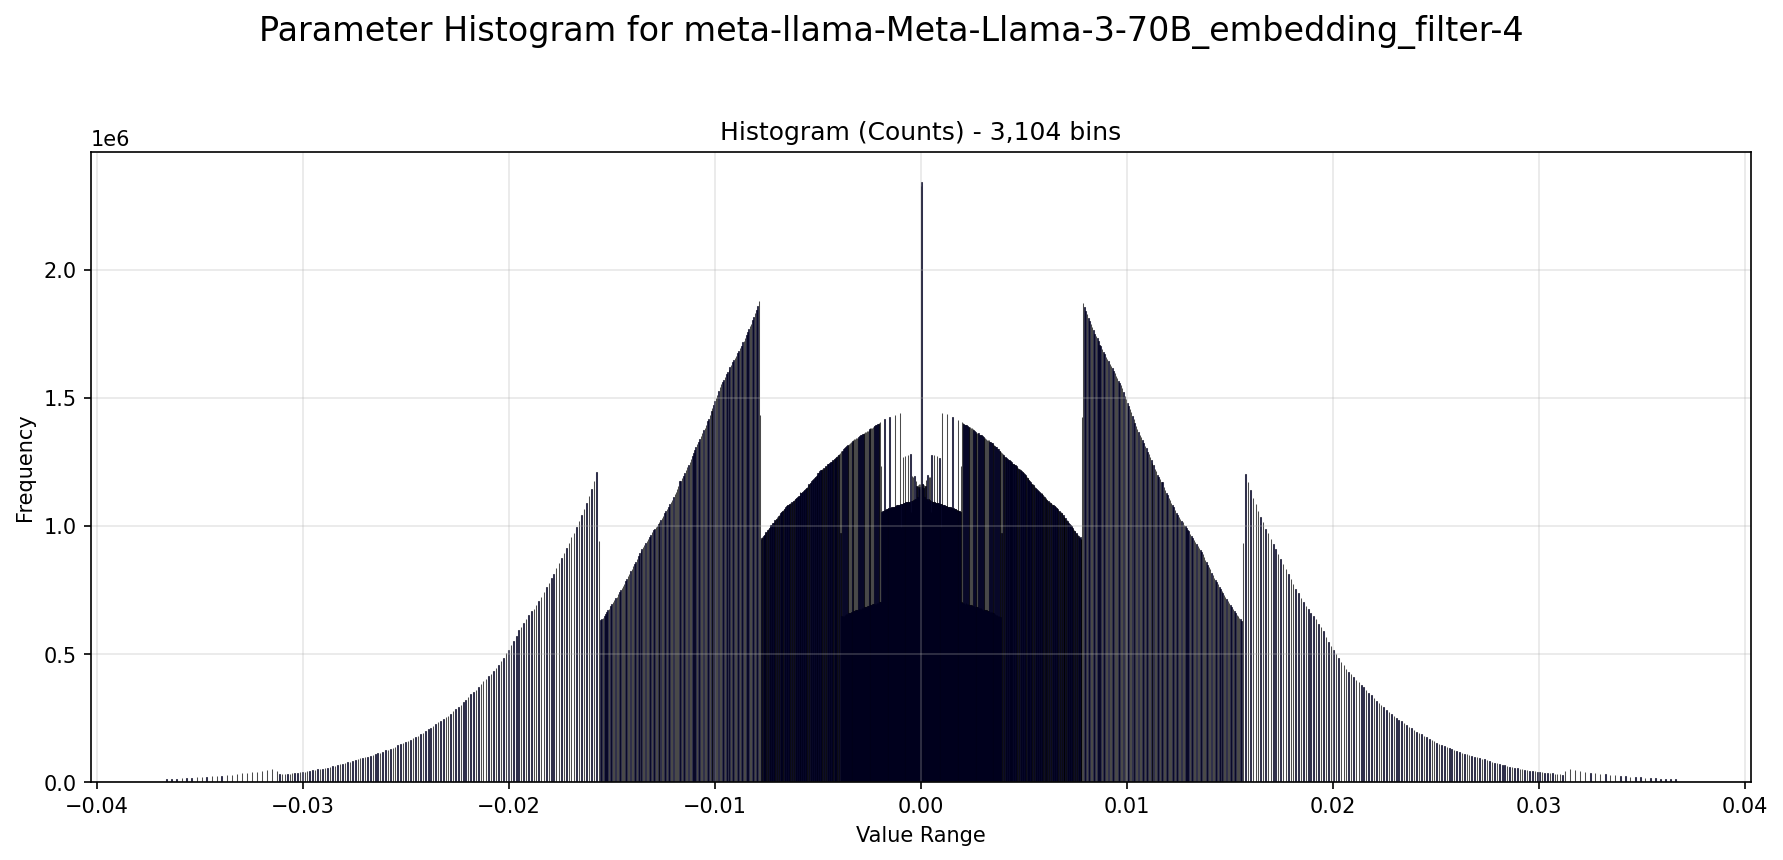 Parameter Histogram for meta-llama-Meta-Llama-3-70B_embedding_filter-4
Histogram (Counts) - 3,104 bins
1e6
2.0
1.5
1.0
0.5
0.0
Frequency
−0.04 −0.03 −0.02 −0.01 0.00 0.01 0.02 0.03 0.04
Value Range